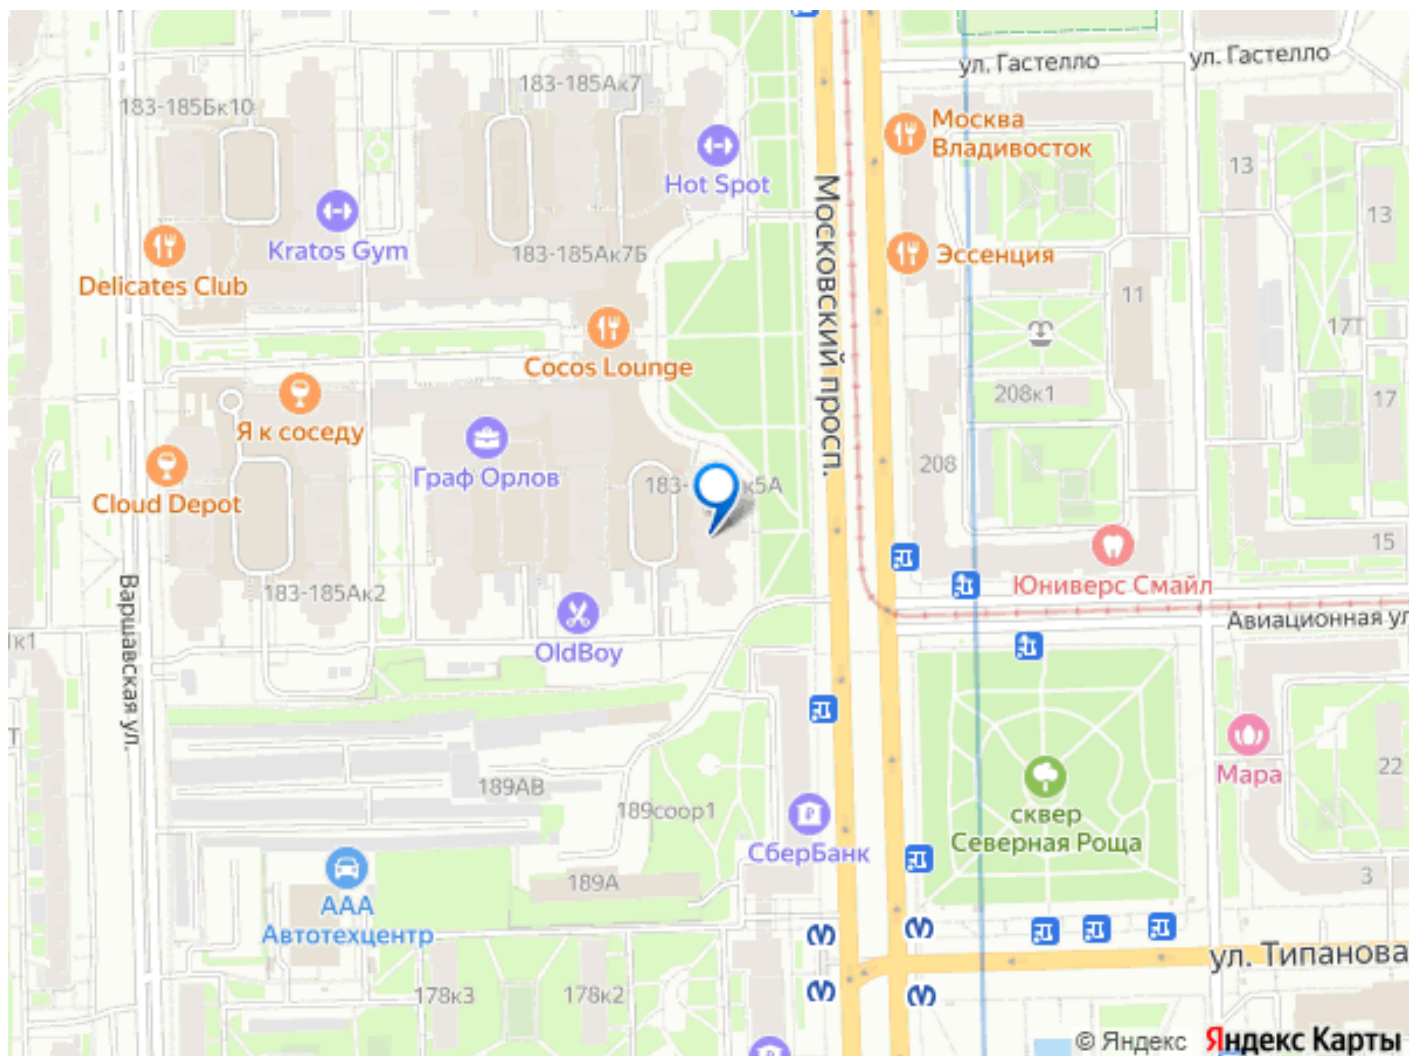 ул. Гастелло
ул. Гастелло
183-185Ак7
183-185Бк10
Москва
Владивосток
Hot Spot
13
13
Kratos Gym
183-185Ак7Б
Эссенция
Delicates Club
11
17Т
Cocos Lounge
Московский просп.
208к1
17
Я к соседу
Граф Орлов
208
183-
к5А
Cloud Depot
15
Юниверс Смайл
183-185Ак2
Варшавская ул.
Авиационная ул
1к1
OldBoy
Т
Мара
22
189АВ
189соор1
сквер
Северная Роща
СберБанк
189А
3
ААА
Автотехцентр
ул. Типанова
178к3
178к2
© Яндекс
Яндекс Карты